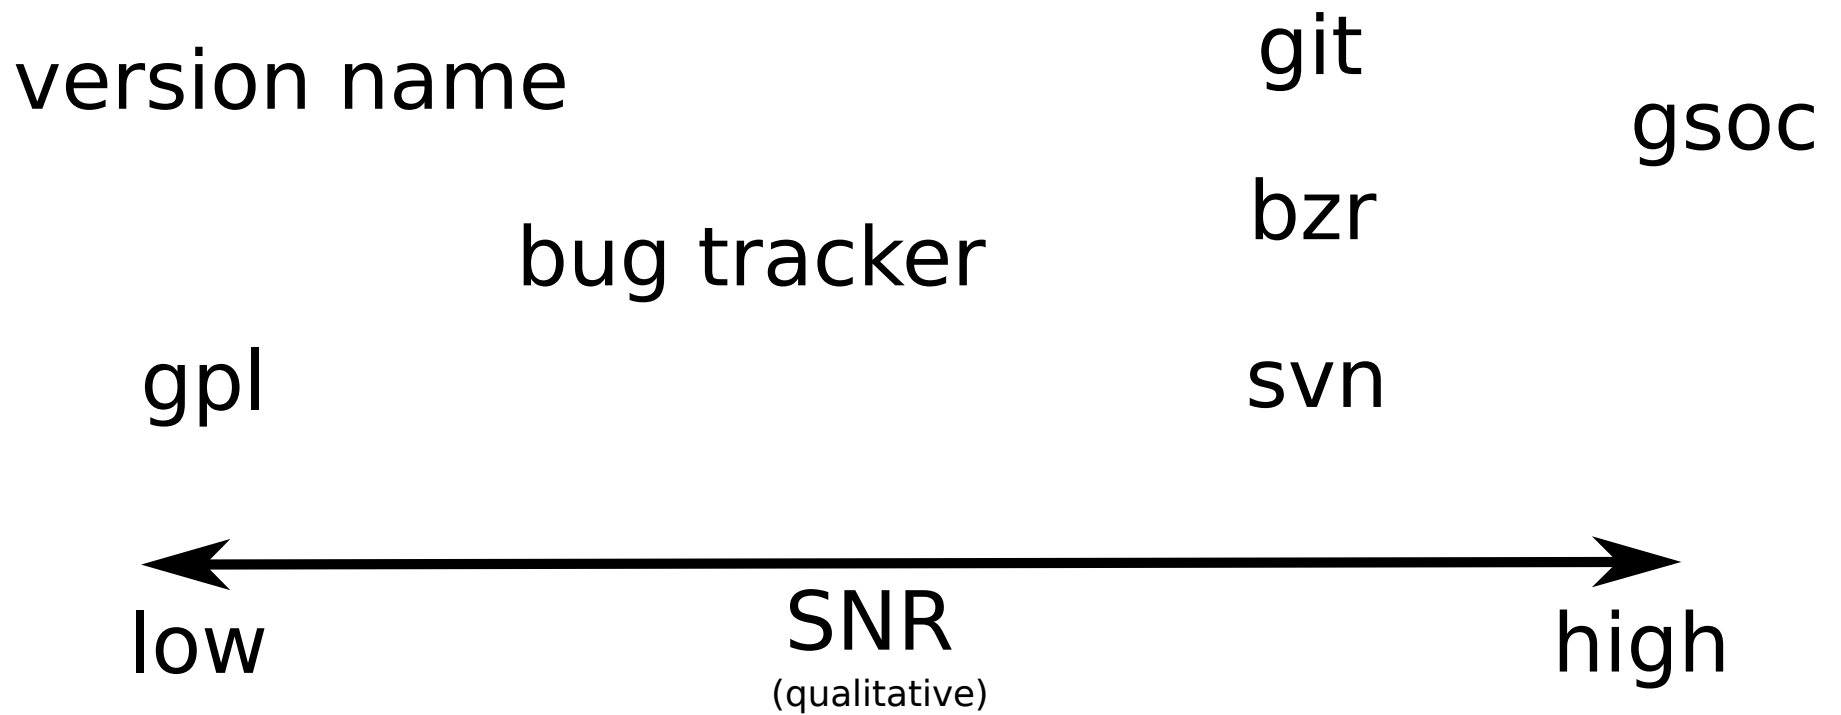 git
version name
gsoc
bzr
bug tracker
gpl
svn
SNR
low
high
(qualitative)